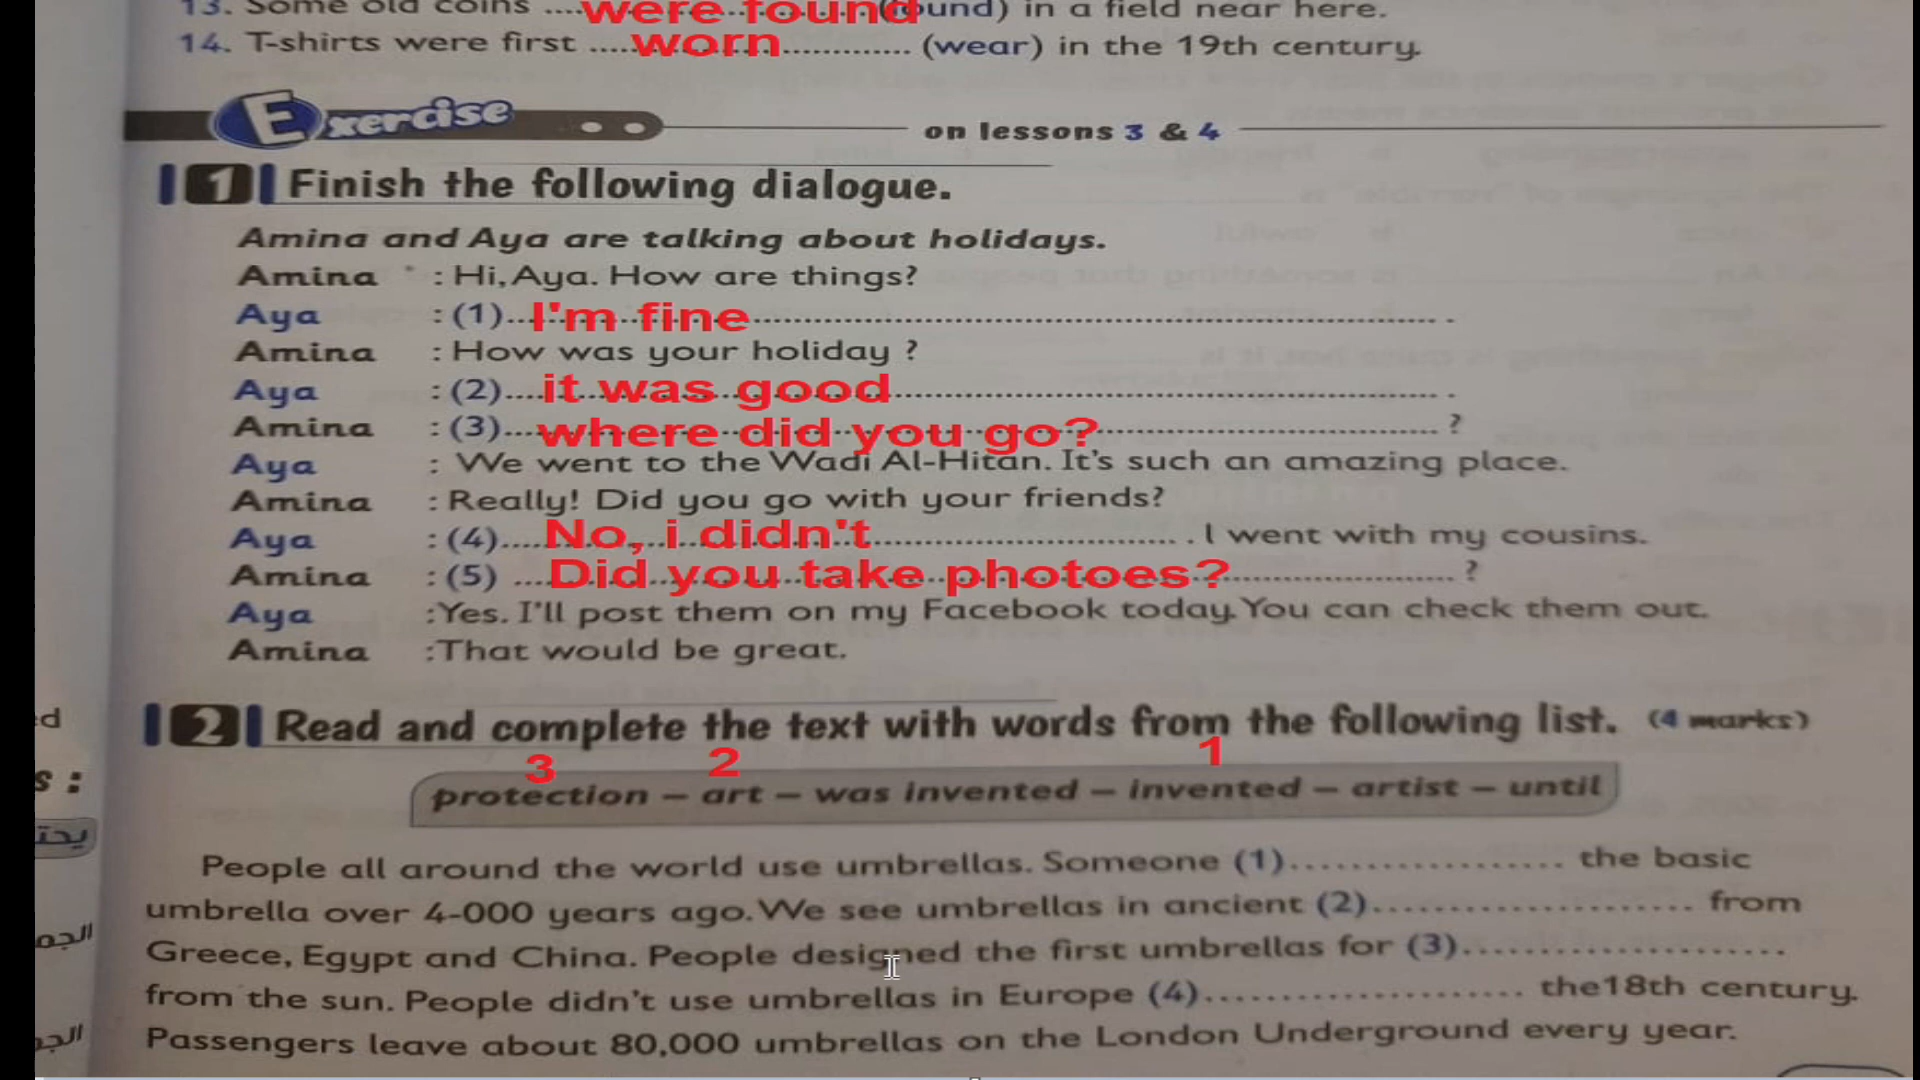 13. Some old coins .... were found (found) in a field near here.
14. T-shirts were first ..... worn .............. (wear) in the 19th century.
Exercise on lessons 3 & 4
1 Finish the following dialogue.
Amina and Aya are talking about holidays.
Amina : Hi, Aya. How are things?
Aya : (1).. I'm fine .......................................... .
Amina : How was your holiday ?
Aya : (2).... it was good .......................................... .
Amina : (3)... where did you go? .......................................... ?
Aya : We went to the Wadi Al-Hitan. It's such an amazing place.
Amina : Really! Did you go with your friends?
Aya : (4).... No, i didn't .............................. . I went with my cousins.
Amina : (5) .... Did you take photoes? .............................. ?
Aya :Yes. I'll post them on my Facebook today. You can check them out.
Amina :That would be great.
2 Read and complete the text with words from the following list. (4 marks)
3 2 1
protection – art – was invented – invented – artist – until
People all around the world use umbrellas. Someone (1)................... the basic
umbrella over 4-000 years ago. We see umbrellas in ancient (2)...................... from
Greece, Egypt and China. People designed the first umbrellas for (3)......................
from the sun. People didn't use umbrellas in Europe (4)...................... the18th century.
Passengers leave about 80,000 umbrellas on the London Underground every year.
ed
s :
الجم